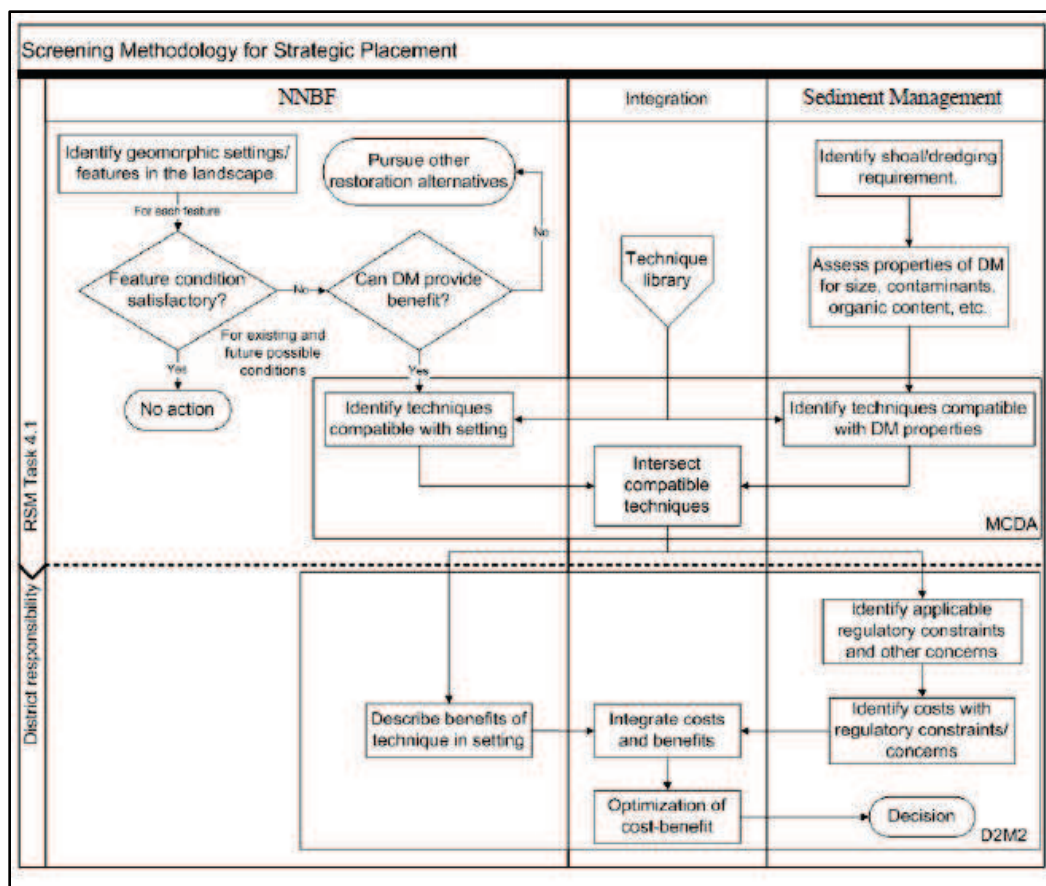 Screening Methodology for Strategic Placement
NNBF
Integration
Sediment Management
RSM Task 4.1
Identify geomorphic settings/
features in the landscape.
For each feature
Feature condition
satisfactory?
No
Yes
No action
For existing and
future possible
conditions
Can DM provide
benefit?
No
Pursue other
restoration alternatives
Yes
Identify techniques
compatible with setting
Technique
library
Intersect
compatible
techniques
Identify shoal/dredging
requirement.
Assess properties of DM
for size, contaminants,
organic content, etc.
Identify techniques compatible
with DM properties
MCDA
District responsibility
Describe benefits of
technique in setting
Integrate costs
and benefits
Optimization of
cost-benefit
Identify applicable
regulatory constraints
and other concerns
Identify costs with
regulatory constraints/
concerns
Decision
D2M2